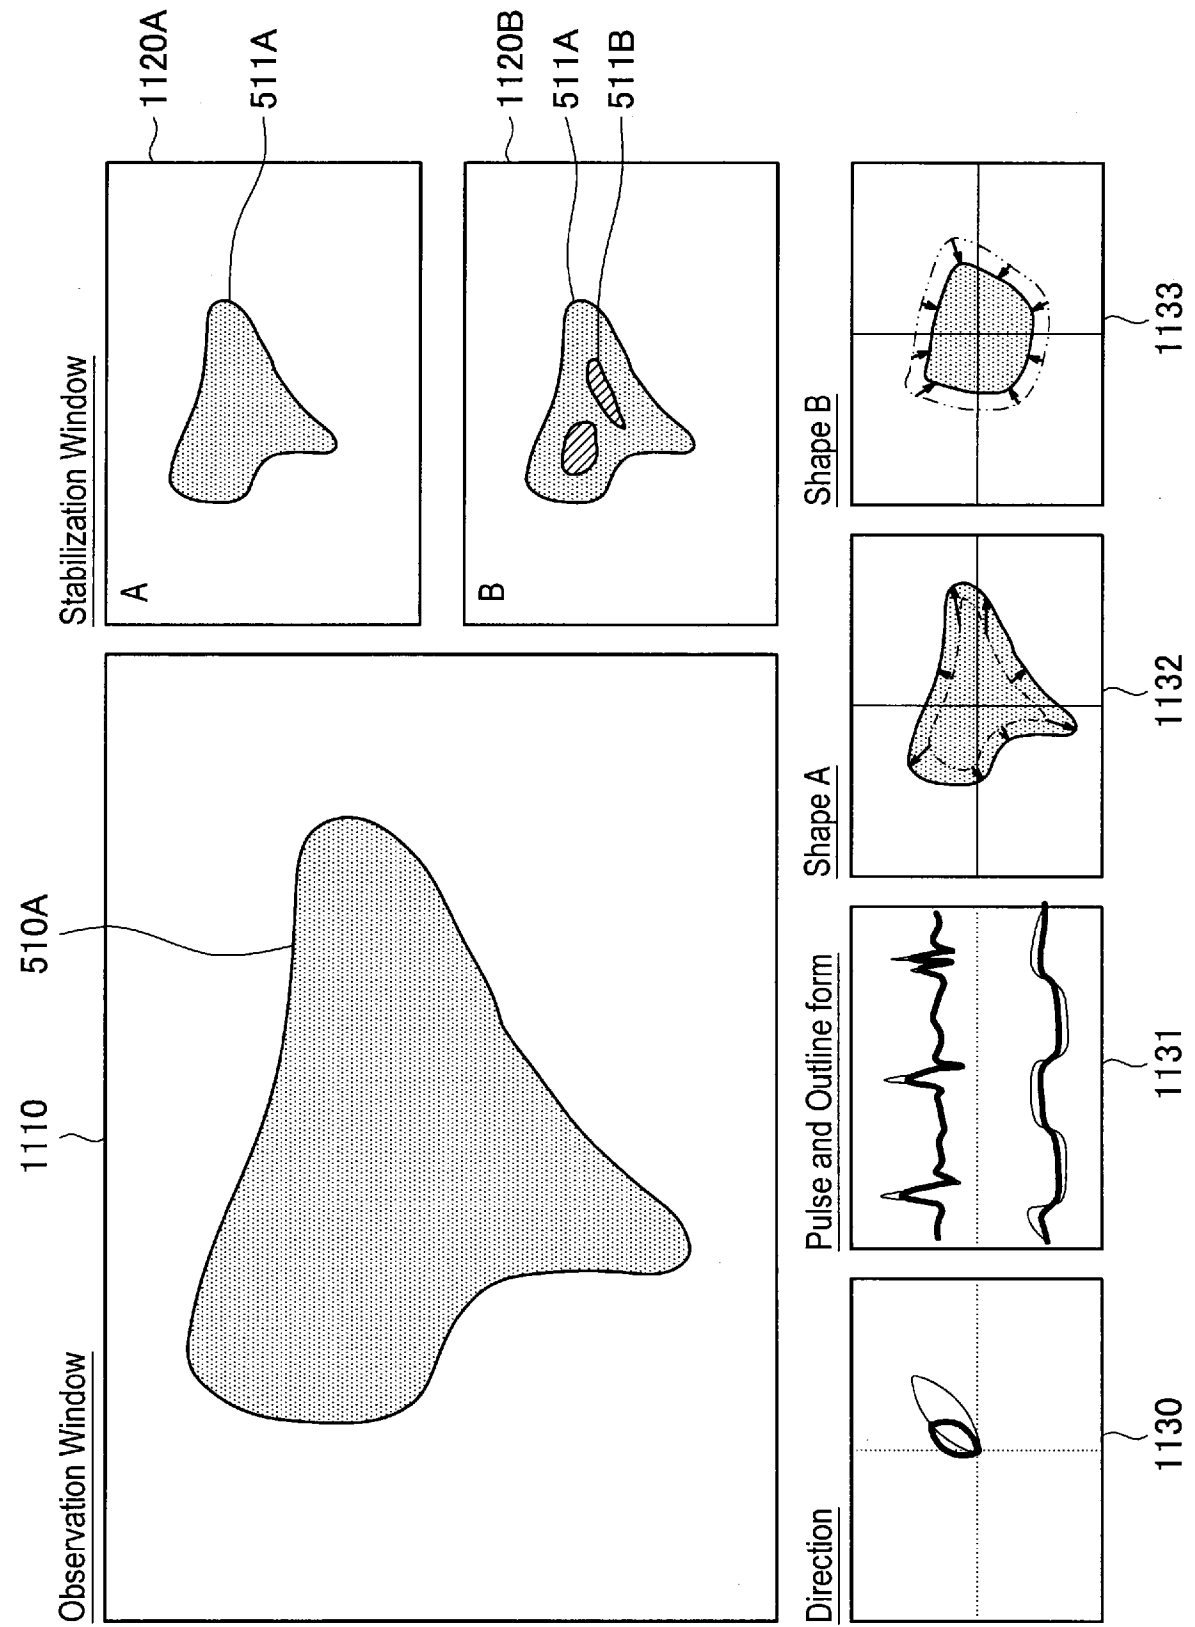 1110
510A
Observation Window
Stabilization Window
A
1120A
511A
B
1120B
511A
511B
Direction
1130
Pulse and Outline form
1131
Shape A
1132
Shape B
1133